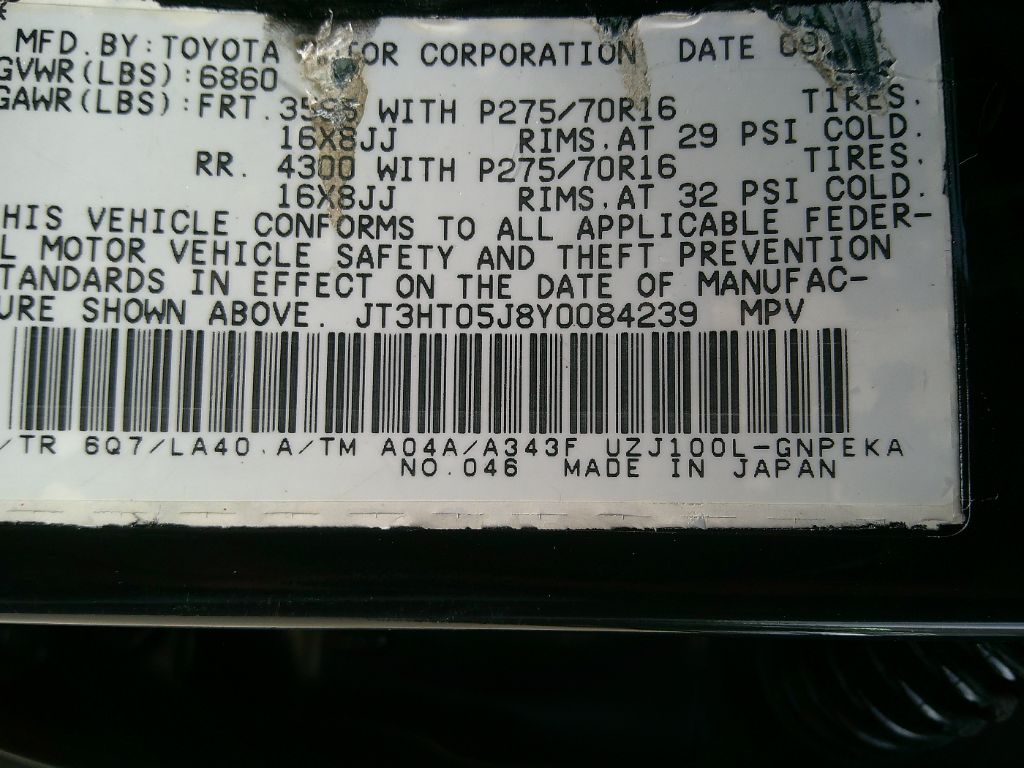 MFD.BY:TOYOTA OR CORPORATION DATE 09
GVWR(LBS):6860
GAWR(LBS):FRT. WITH P275/70R16 TIRES.
16X8JJ RIMS.AT 29 PSI COLD.
RR. 4300 WITH P275/70R16 TIRES.
16X8JJ RIMS.AT 32 PSI COLD.
HIS VEHICLE CONFORMS TO ALL APPLICABLE FEDER-
L MOTOR VEHICLE SAFETY AND THEFT PREVENTION
TANDARDS IN EFFECT ON THE DATE OF MANUFAC-
URE SHOWN ABOVE. JT3HT05J8Y0084239 MPV
/TR 6Q7/LA40 A/TM A04A/A343F UZJ100L-GNPEKA
NO.046 MADE IN JAPAN